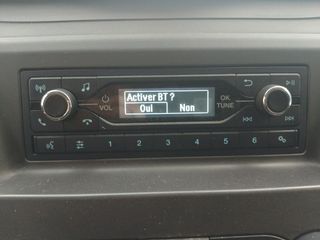 Activer BT ?
Oui Non
VOL
OK
TUNE
1 2 3 4 5 6